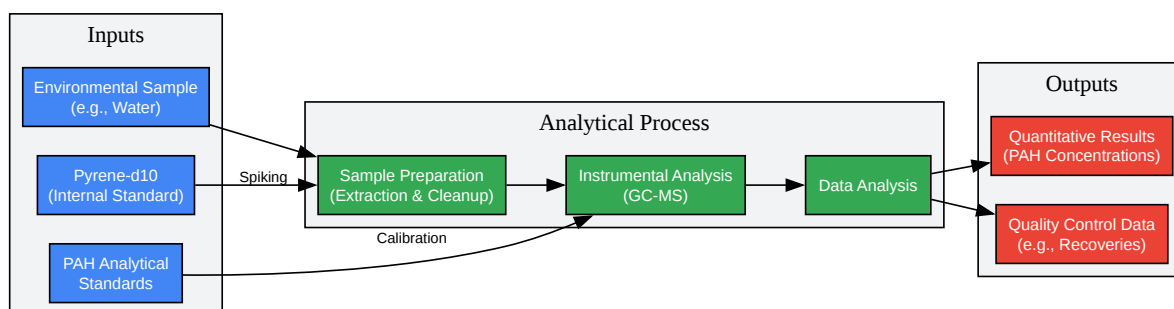 Inputs
Environmental Sample
(e.g., Water)
Pyrene-d10
(Internal Standard)
PAH Analytical
Standards
Spiking
Calibration
Analytical Process
Sample Preparation
(Extraction & Cleanup)
Instrumental Analysis
(GC-MS)
Data Analysis
Outputs
Quantitative Results
(PAH Concentrations)
Quality Control Data
(e.g., Recoveries)